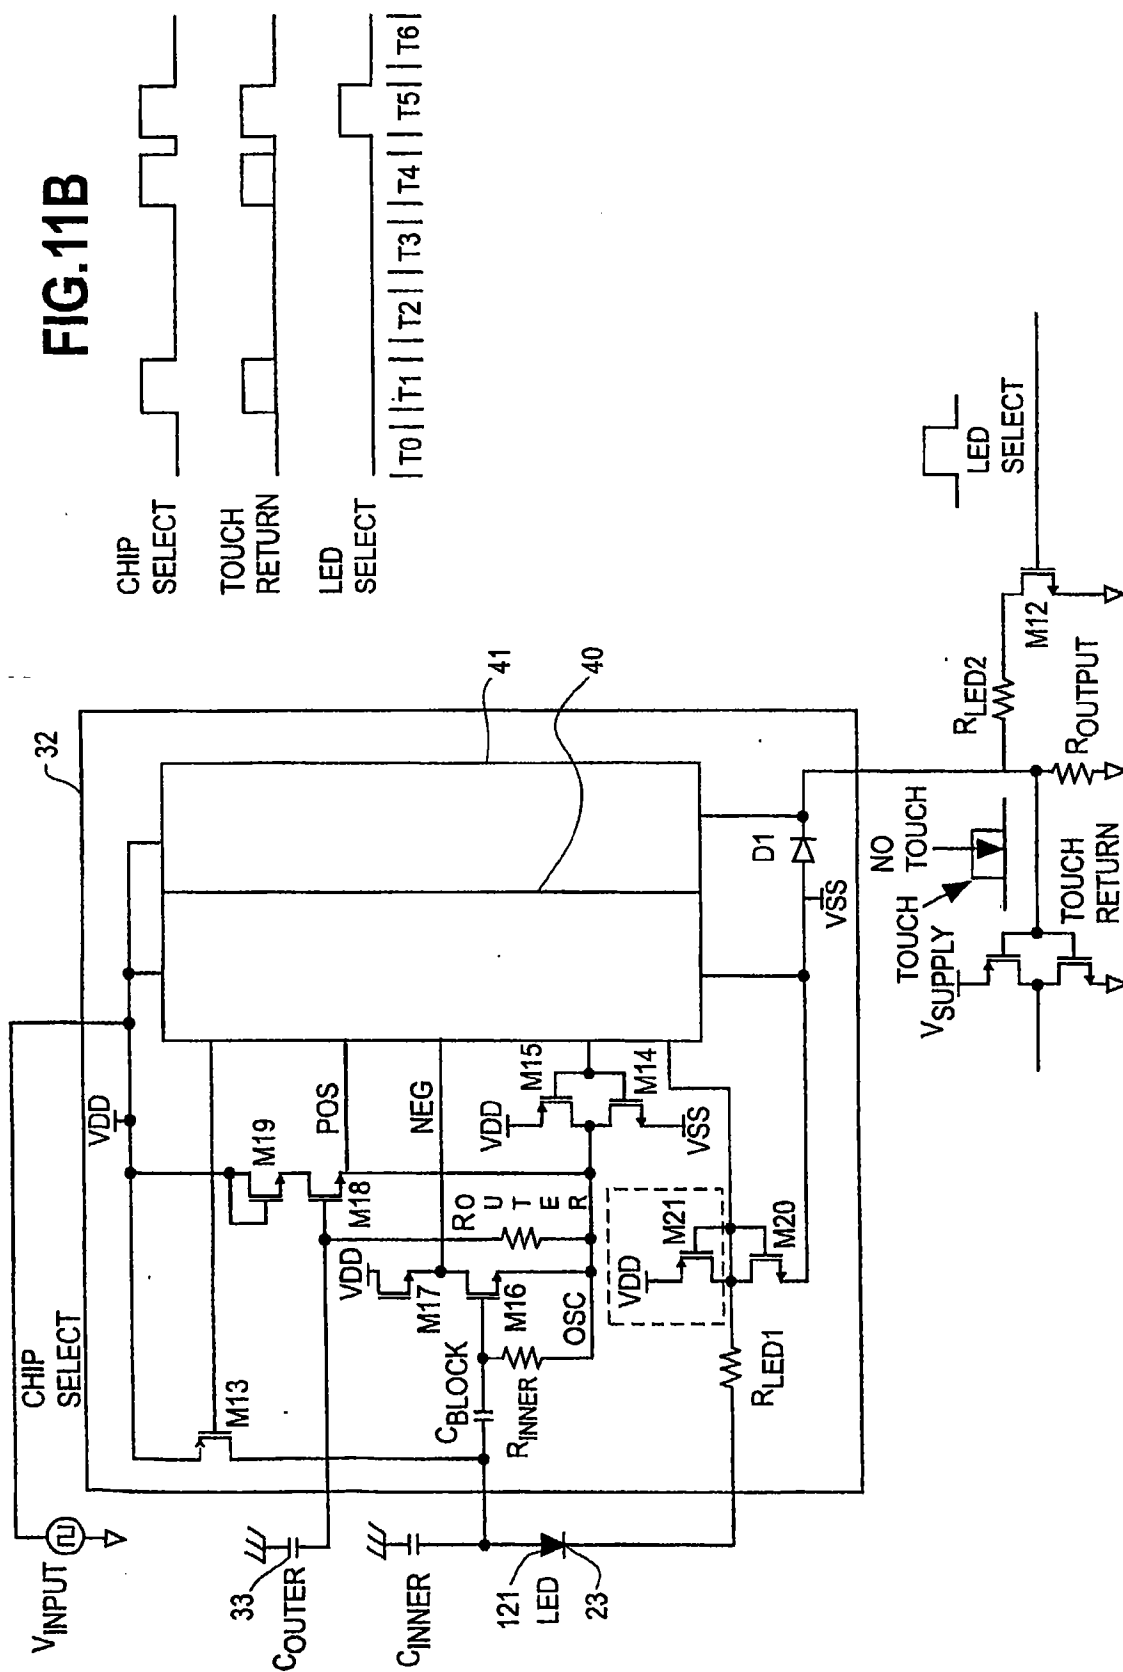 FIG.11B
CHIP
SELECT
TOUCH
RETURN
LED
SELECT
T0 T1 T2 T3 T4 T5 T6
32
41
40
VINPUT
CHIP
SELECT
VDD
M13
M19
M18
POS
NEG
33
COUTER
VDD
M17
M16
ROUTER
CINNER
CBLOCK
RINNER
OSC
VDD
M15
M14
VSS
121
LED
23
VDD
M21
M20
RLED1
D1
VSS
RLED2
M12
LED
SELECT
ROUTPUT
NO
TOUCH
TOUCH
VSUPPLY
TOUCH
RETURN